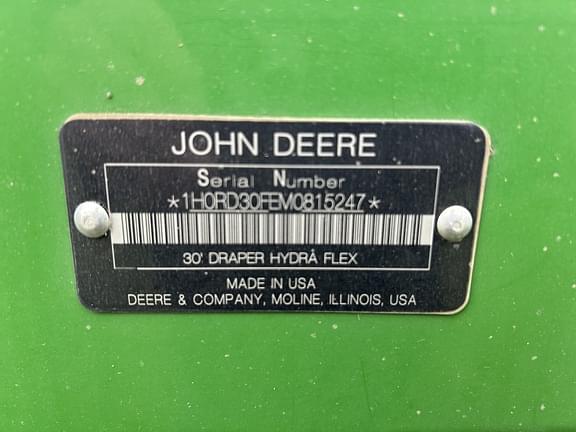 JOHN DEERE
Serial Number
*1H0RD30FEM0815247*
30' DRAPER HYDRA FLEX
MADE IN USA
DEERE & COMPANY, MOLINE, ILLINOIS, USA